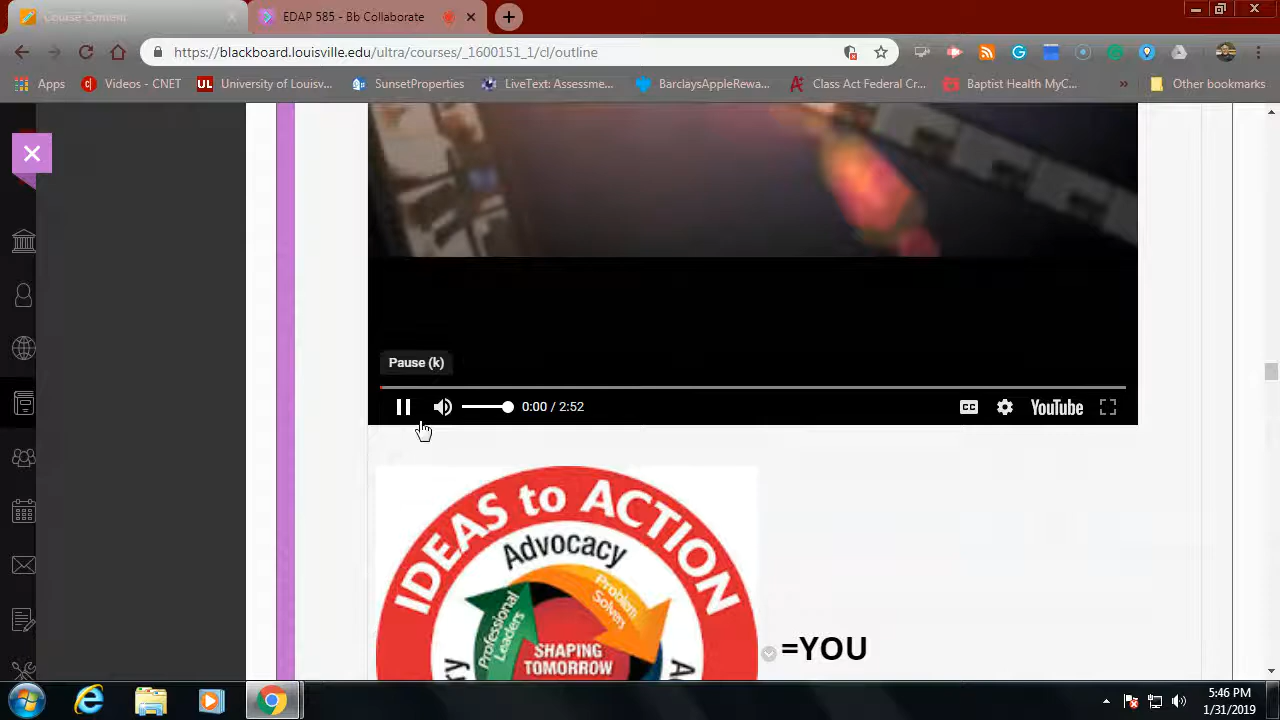 Course Content
EDAP 585 - Bb Collaborate
https://blackboard.louisville.edu/ultra/courses/_1600151_1/cl/outline
Apps
Videos - CNET
UL University of Louisv...
SunsetProperties
LiveText: Assessme...
BarclaysAppleRewa...
Class Act Federal Cr...
Baptist Health MyC...
»
Other bookmarks
Pause (k)
0:00 / 2:52
CC
YouTube
IDEAS to ACTION
Advocacy
Problem Solvers
Professional Leaders
SHAPING
TOMORROW
=YOU
5:46 PM
1/31/2019